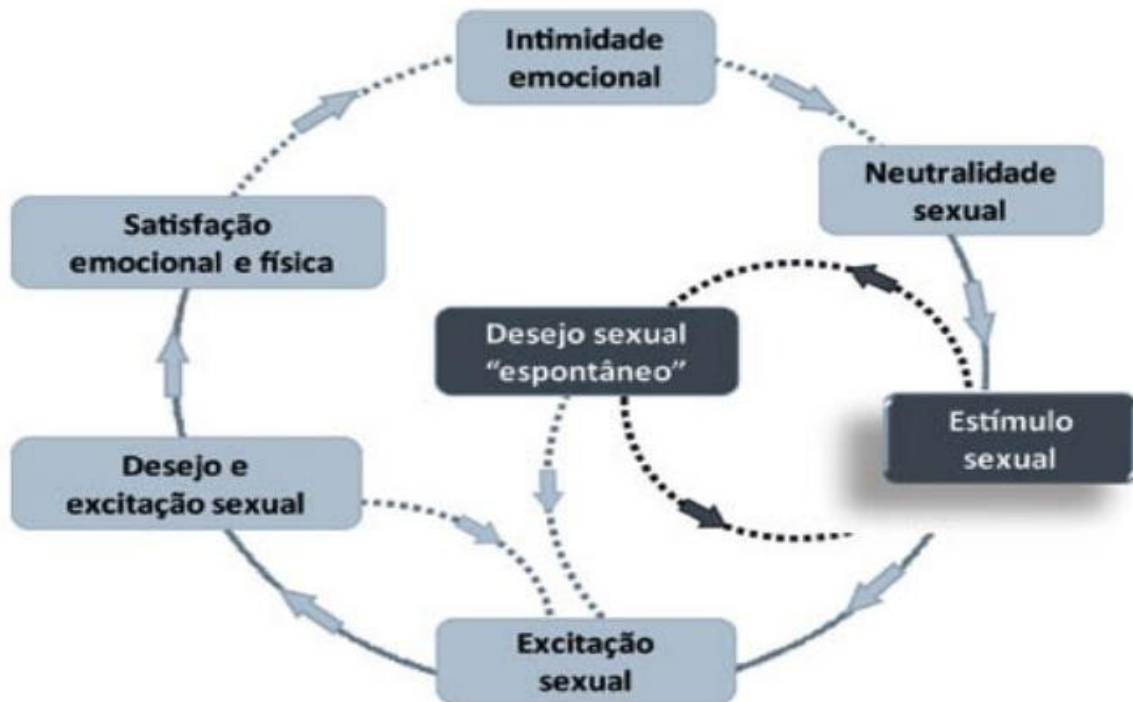 Intimidade
emocional
Neutralidade
sexual
Satisfação
emocional e física
Desejo sexual
“espontâneo”
Estímulo
sexual
Desejo e
excitação sexual
Excitação
sexual